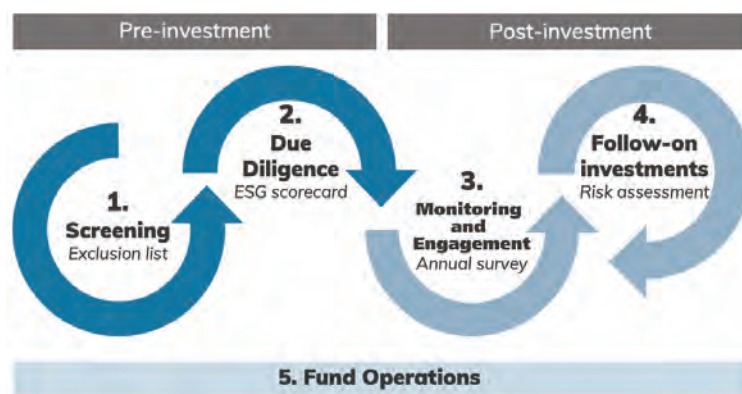 Pre-investment
Post-investment
1.
Screening
Exclusion list
2.
Due
Diligence
ESG scorecard
3.
Monitoring
and
Engagement
Annual survey
4.
Follow-on
investments
Risk assessment
5. Fund Operations